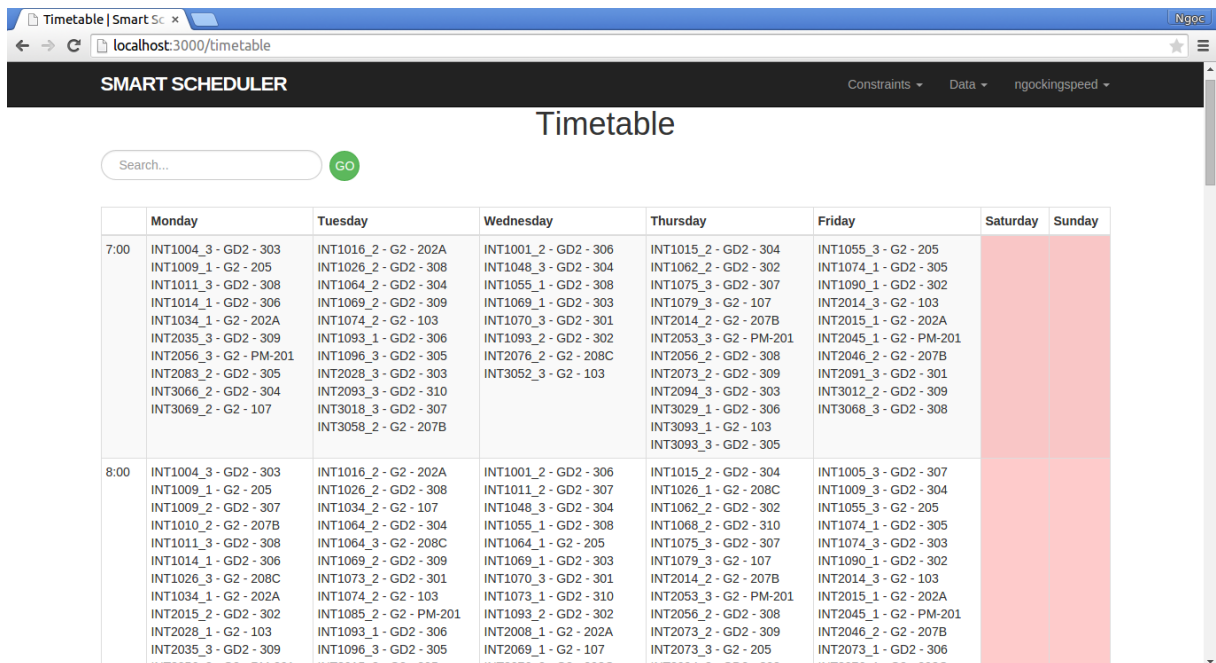 Timetable | Smart Sc ×
Ngọc
localhost:3000/timetable
SMART SCHEDULER
Constraints
Data
ngockingspeed
Timetable
Search...
GO
Monday Tuesday Wednesday Thursday Friday Saturday Sunday
7:00
INT1004_3 - GD2 - 303
INT1009_1 - G2 - 205
INT1011_3 - GD2 - 308
INT1014_1 - GD2 - 306
INT1034_1 - G2 - 202A
INT2035_3 - GD2 - 309
INT2056_3 - G2 - PM-201
INT2083_2 - GD2 - 305
INT3066_2 - GD2 - 304
INT3069_2 - G2 - 107
INT1016_2 - G2 - 202A
INT1026_2 - GD2 - 308
INT1064_2 - GD2 - 304
INT1069_2 - GD2 - 309
INT1074_2 - G2 - 103
INT1093_1 - GD2 - 306
INT1096_3 - GD2 - 305
INT2028_3 - GD2 - 303
INT2093_3 - GD2 - 310
INT3018_3 - GD2 - 307
INT3058_2 - G2 - 207B
INT1001_2 - GD2 - 306
INT1048_3 - GD2 - 304
INT1055_1 - GD2 - 308
INT1069_1 - GD2 - 303
INT1070_3 - GD2 - 301
INT1093_2 - GD2 - 302
INT2076_2 - G2 - 208C
INT3052_3 - G2 - 103
INT1015_2 - GD2 - 304
INT1062_2 - GD2 - 302
INT1075_3 - GD2 - 307
INT1079_3 - G2 - 107
INT2014_2 - G2 - 207B
INT2053_3 - G2 - PM-201
INT2056_2 - GD2 - 308
INT2073_2 - GD2 - 309
INT2094_3 - GD2 - 303
INT3029_1 - GD2 - 306
INT3093_1 - G2 - 103
INT3093_3 - GD2 - 305
INT1055_3 - G2 - 205
INT1074_1 - GD2 - 305
INT1090_1 - GD2 - 302
INT2014_3 - G2 - 103
INT2015_1 - G2 - 202A
INT2045_1 - G2 - PM-201
INT2046_2 - G2 - 207B
INT2091_3 - GD2 - 301
INT3012_2 - GD2 - 309
INT3068_3 - GD2 - 308
8:00
INT1004_3 - GD2 - 303
INT1009_1 - G2 - 205
INT1009_2 - GD2 - 307
INT1010_2 - G2 - 207B
INT1011_3 - GD2 - 308
INT1014_1 - GD2 - 306
INT1026_3 - G2 - 208C
INT1034_1 - G2 - 202A
INT2015_2 - GD2 - 302
INT2028_1 - G2 - 103
INT2035_3 - GD2 - 309
INT1016_2 - G2 - 202A
INT1026_2 - GD2 - 308
INT1034_2 - G2 - 107
INT1064_2 - GD2 - 304
INT1064_3 - G2 - 208C
INT1069_2 - GD2 - 309
INT1073_2 - GD2 - 301
INT1074_2 - G2 - 103
INT1085_2 - G2 - PM-201
INT1093_1 - GD2 - 306
INT1096_3 - GD2 - 305
INT1001_2 - GD2 - 306
INT1011_2 - GD2 - 307
INT1048_3 - GD2 - 304
INT1055_1 - GD2 - 308
INT1064_1 - G2 - 205
INT1069_1 - GD2 - 303
INT1070_3 - GD2 - 301
INT1073_1 - GD2 - 310
INT1093_2 - GD2 - 302
INT2008_1 - G2 - 202A
INT2069_1 - G2 - 107
INT1015_2 - GD2 - 304
INT1026_1 - G2 - 208C
INT1062_2 - GD2 - 302
INT1068_2 - GD2 - 310
INT1075_3 - GD2 - 307
INT1079_3 - G2 - 107
INT2014_2 - G2 - 207B
INT2053_3 - G2 - PM-201
INT2056_2 - GD2 - 308
INT2073_2 - GD2 - 309
INT2073_3 - G2 - 205
INT1005_3 - GD2 - 307
INT1009_3 - GD2 - 304
INT1055_3 - G2 - 205
INT1074_1 - GD2 - 305
INT1074_3 - GD2 - 303
INT1090_1 - GD2 - 302
INT2014_3 - G2 - 103
INT2015_1 - G2 - 202A
INT2045_1 - G2 - PM-201
INT2046_2 - G2 - 207B
INT2073_1 - GD2 - 306